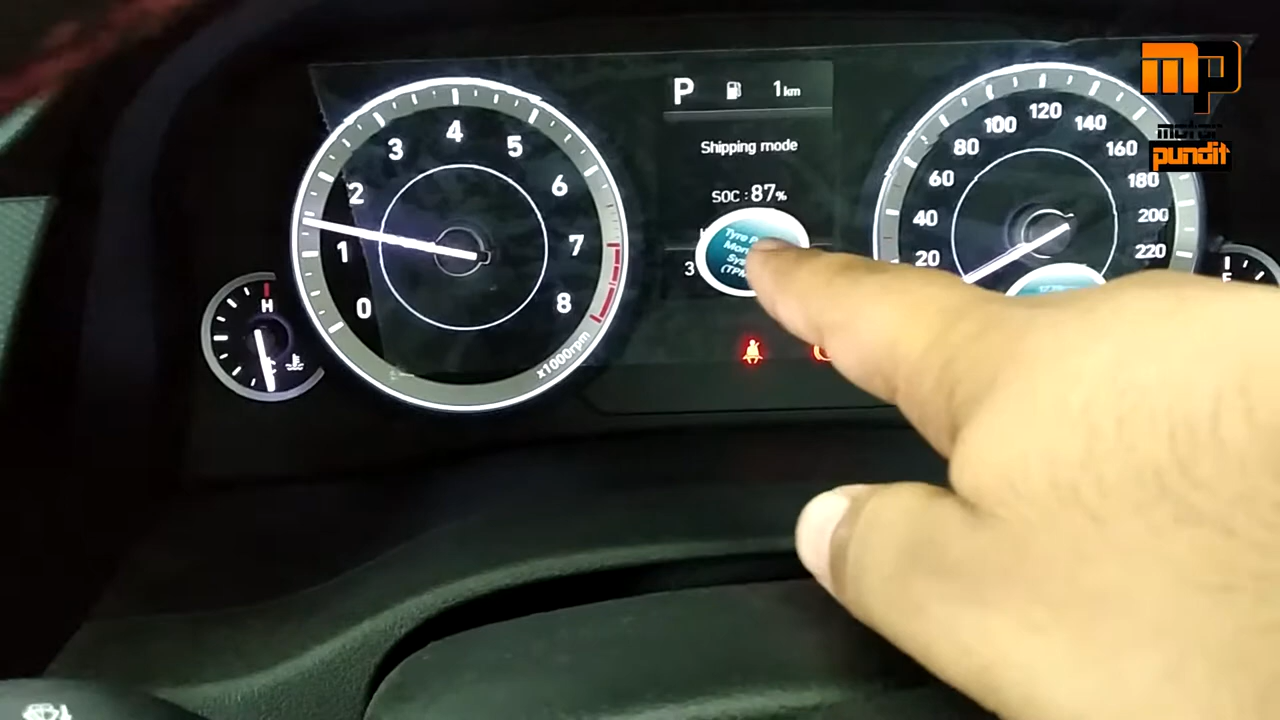 P 1km
Shipping mode
SOC : 87%
3
Tyre
(TPM
0 1 2 3 4 5 6 7 8
x1000rpm
H
20 40 60 80 100 120 140 160 180 200 220
MP
motor
pundit